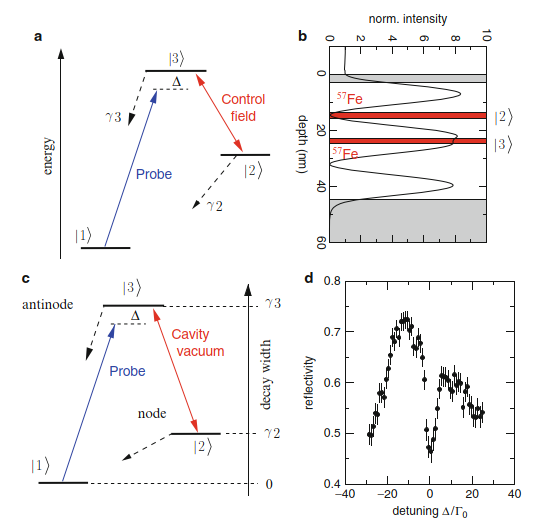 a
|3⟩
Δ
γ3
Control
field
energy
Probe
|2⟩
γ2
|1⟩
b
norm. intensity
0 2 4 6 8 10
0
20
40
60
depth (nm)
57Fe
57Fe
|2⟩
|3⟩
c
|3⟩
antinode
γ3
Δ
Cavity
vacuum
Probe
decay width
node
γ2
|2⟩
|1⟩
0
d
0.8
0.7
0.6
0.5
0.4
reflectivity
−40 −20 0 20 40
detuning Δ/Γ0